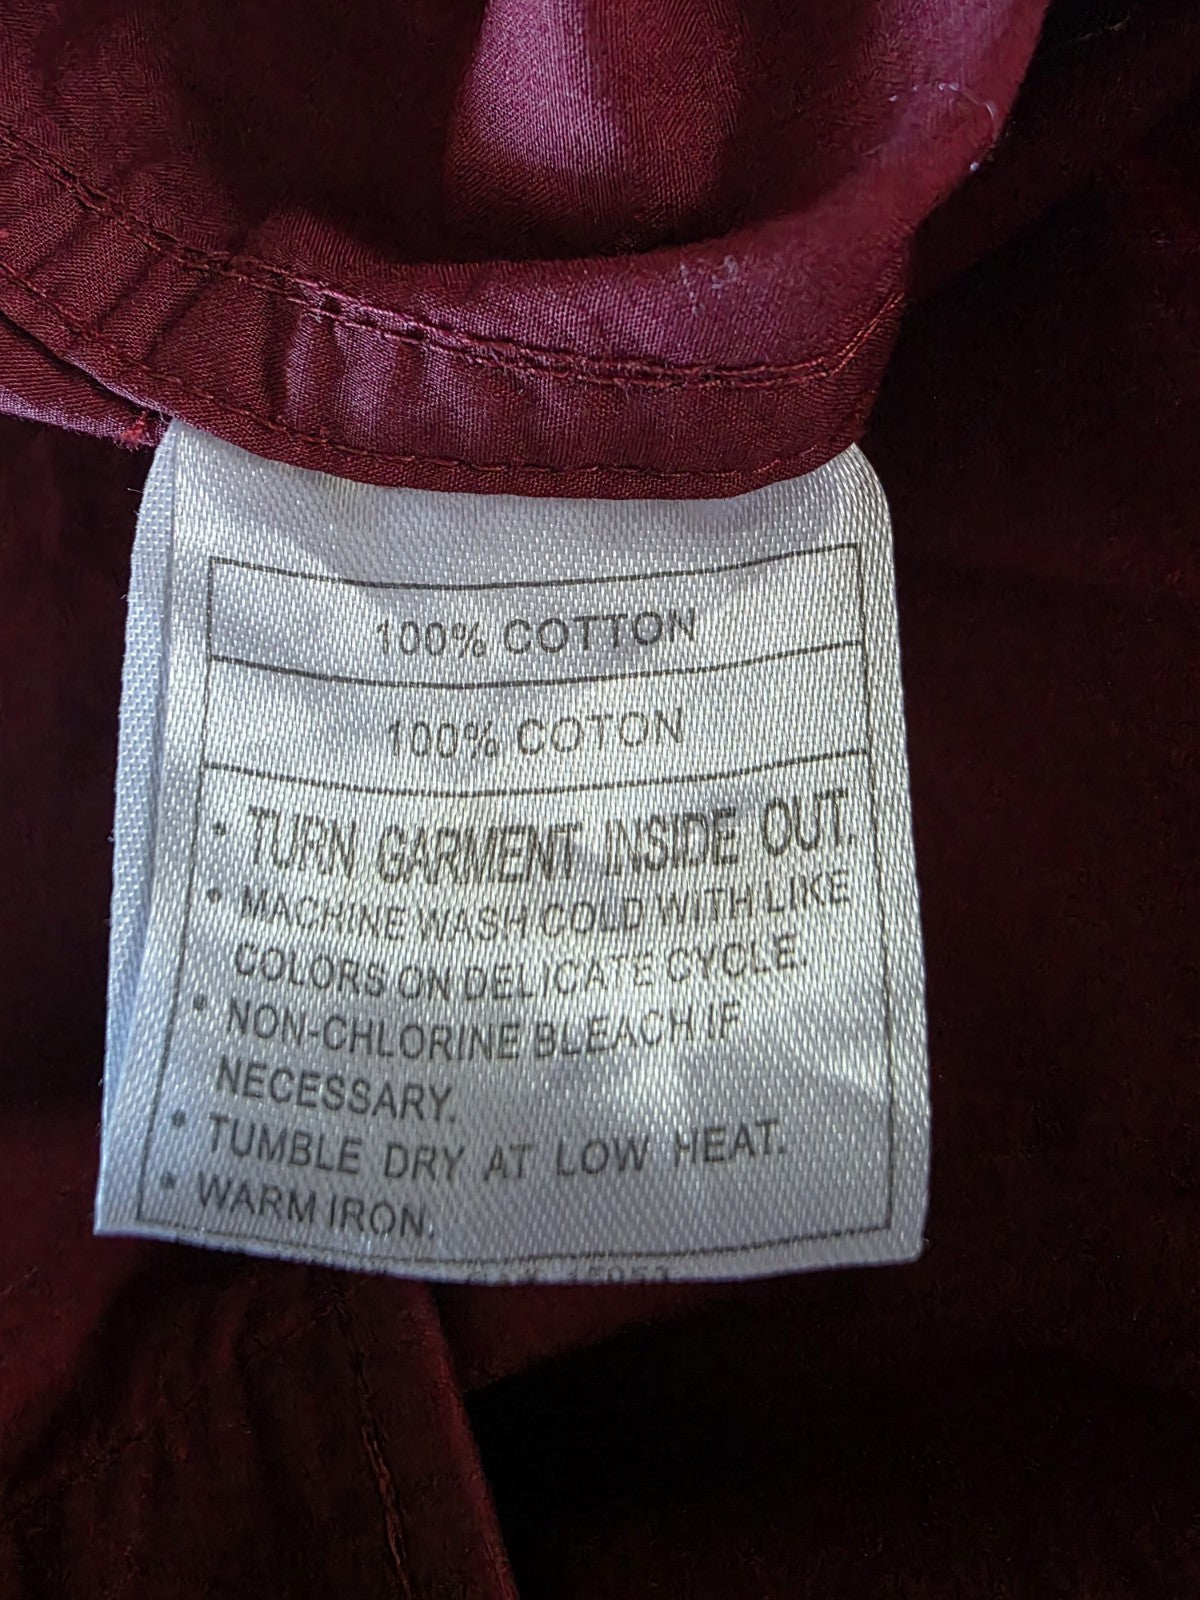 100% COTTON
100% COTON
• TURN GARMENT INSIDE OUT.
• MACHINE WASH COLD WITH LIKE
COLORS ON DELICATE CYCLE.
• NON-CHLORINE BLEACH IF
NECESSARY.
• TUMBLE DRY AT LOW HEAT.
• WARM IRON.